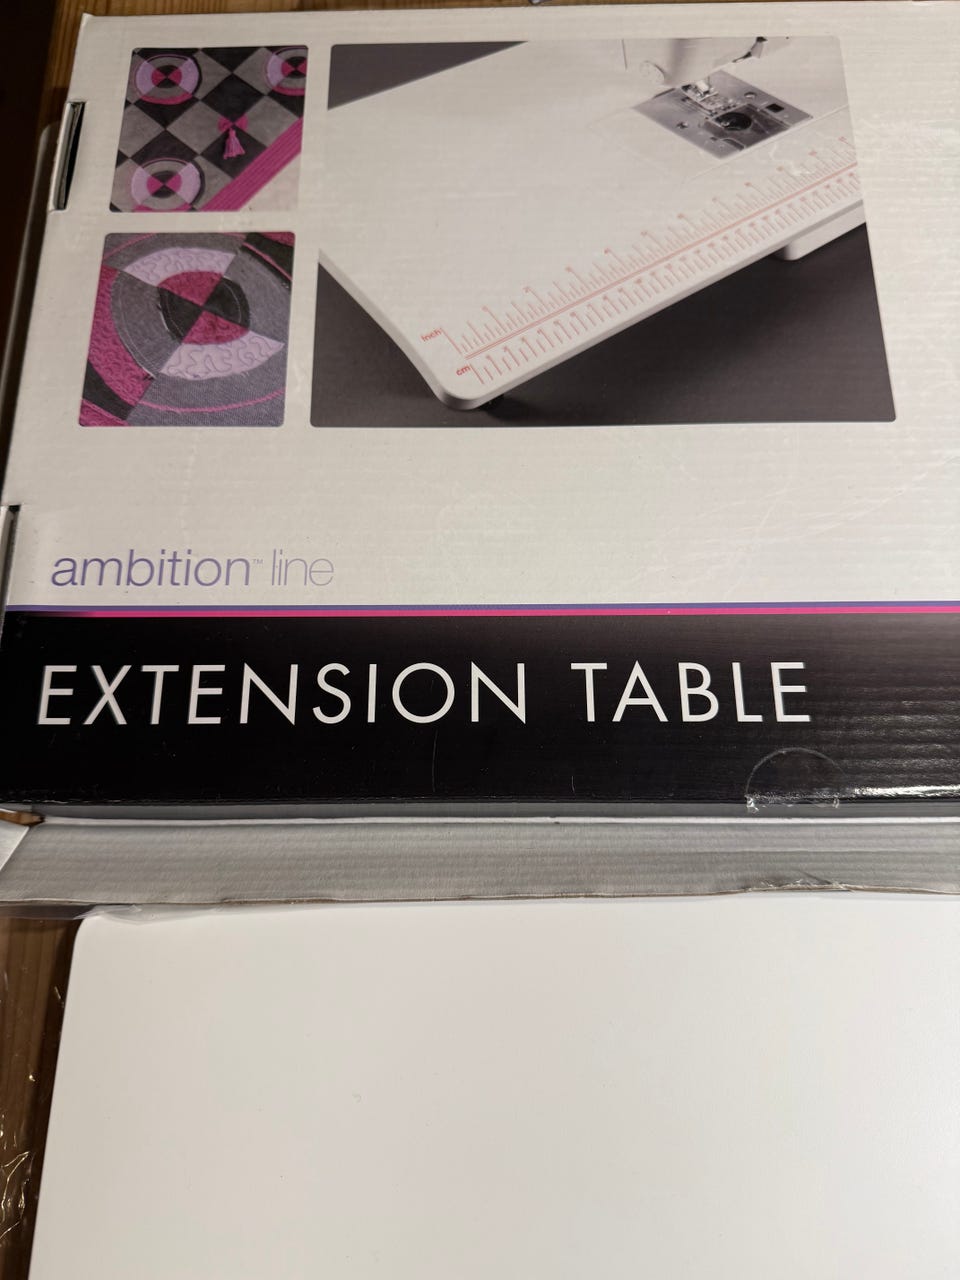 inch
cm
ambition™ line
EXTENSION TABLE